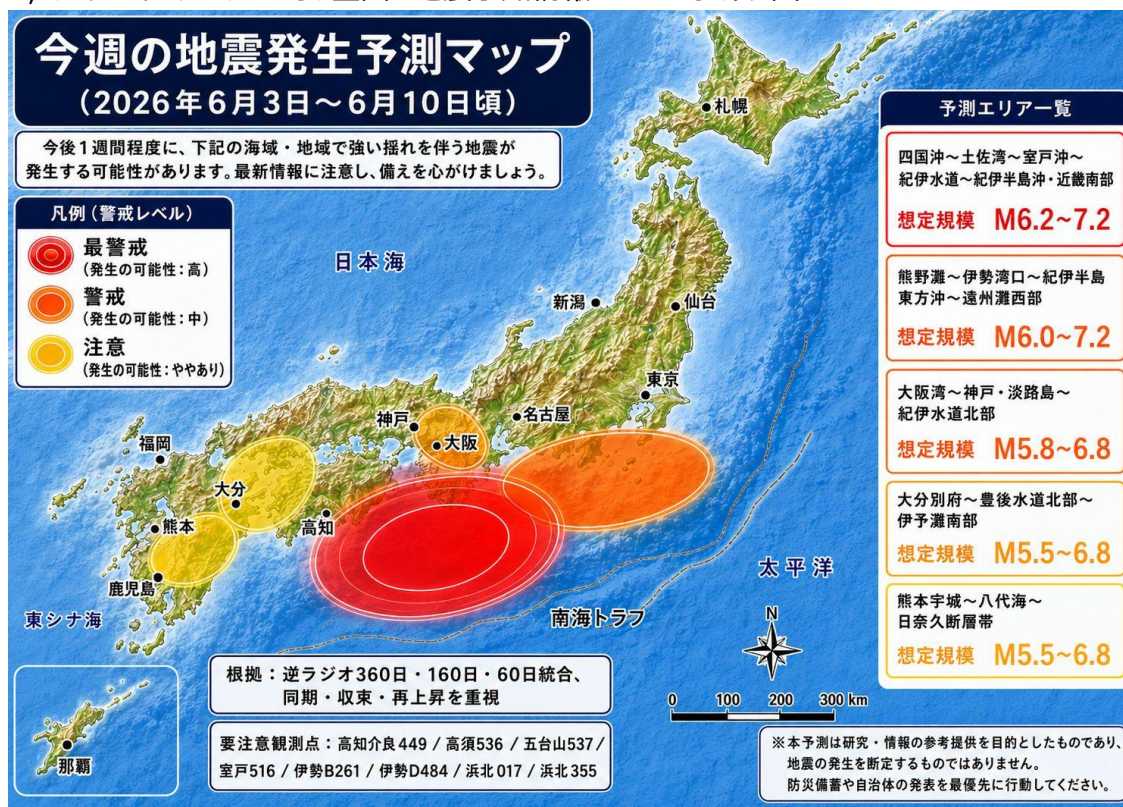 今週の地震発生予測マップ
(2026年6月3日～6月10日頃)
今後1週間程度に、下記の海域・地域で強い揺れを伴う地震が
発生する可能性があります。最新情報に注意し、備えを心がけましょう。
凡例(警戒レベル)
最警戒
(発生の可能性:高)
警戒
(発生の可能性:中)
注意
(発生の可能性:ややあり)
予測エリア一覧
四国沖～土佐湾～室戸沖～
紀伊水道～紀伊半島沖・近畿南部
想定規模 M6.2～7.2
熊野灘～伊勢湾口～紀伊半島
東方沖～遠州灘西部
想定規模 M6.0～7.2
大阪湾～神戸・淡路島～
紀伊水道北部
想定規模 M5.8～6.8
大分別府～豊後水道北部～
伊予灘南部
想定規模 M5.5～6.8
熊本宇城～八代海～
日奈久断層帯
想定規模 M5.5～6.8
札幌
日本海
新潟
仙台
東京
名古屋
神戸
大阪
福岡
大分
高知
熊本
鹿児島
東シナ海
太平洋
南海トラフ
那覇
N
0 100 200 300 km
根拠:逆ラジオ360日・160日・60日統合、
同期・収束・再上昇を重視
要注意観測点:高知介良449 / 高須536 / 五台山537/
室戸516 / 伊勢B261 / 伊勢D484 / 浜北017 / 浜北355
※本予測は研究・情報の参考提供を目的としたものであり、
地震の発生を断定するものではありません。
防災備蓄や自治体の発表を最優先に行動してください。